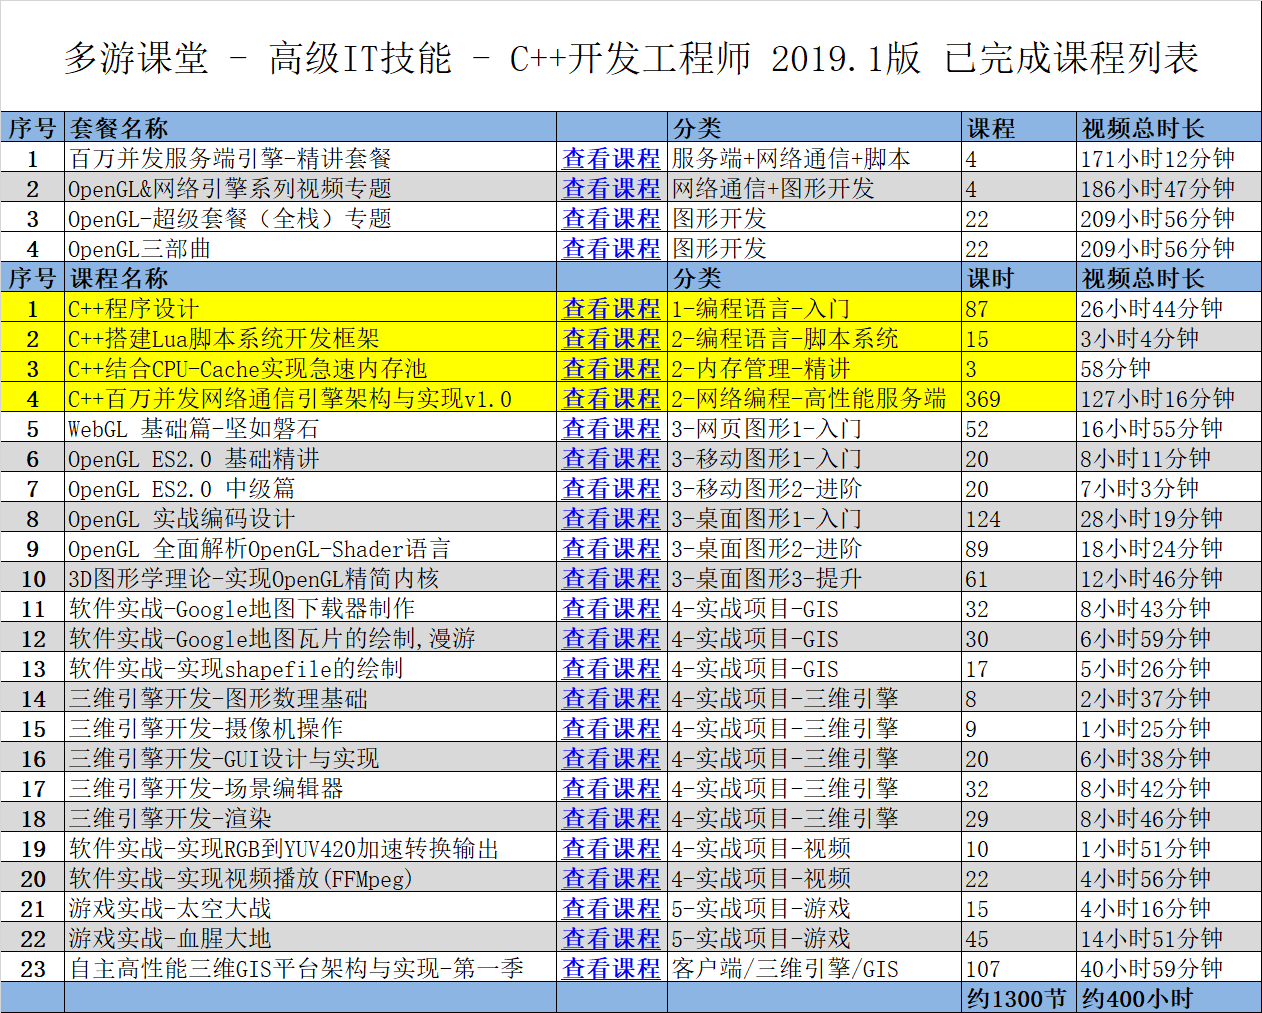 多游课堂 - 高级IT技能 - C++开发工程师 2019.1版 已完成课程列表
序号 套餐名称 分类 课程 视频总时长
1 百万并发服务端引擎-精讲套餐 查看课程 服务端+网络通信+脚本 4 171小时12分钟
2 OpenGL&网络引擎系列视频专题 查看课程 网络通信+图形开发 4 186小时47分钟
3 OpenGL-超级套餐（全栈）专题 查看课程 图形开发 22 209小时56分钟
4 OpenGL三部曲 查看课程 图形开发 22 209小时56分钟
序号 课程名称 分类 课时 视频总时长
1 C++程序设计 查看课程 1-编程语言-入门 87 26小时44分钟
2 C++搭建Lua脚本系统开发框架 查看课程 2-编程语言-脚本系统 15 3小时4分钟
3 C++结合CPU-Cache实现急速内存池 查看课程 2-内存管理-精讲 3 58分钟
4 C++百万并发网络通信引擎架构与实现v1.0 查看课程 2-网络编程-高性能服务端 369 127小时16分钟
5 WebGL 基础篇-坚如磐石 查看课程 3-网页图形1-入门 52 16小时55分钟
6 OpenGL ES2.0 基础精讲 查看课程 3-移动图形1-入门 20 8小时11分钟
7 OpenGL ES2.0 中级篇 查看课程 3-移动图形2-进阶 20 7小时3分钟
8 OpenGL 实战编码设计 查看课程 3-桌面图形1-入门 124 28小时19分钟
9 OpenGL 全面解析OpenGL-Shader语言 查看课程 3-桌面图形2-进阶 89 18小时24分钟
10 3D图形学理论-实现OpenGL精简内核 查看课程 3-桌面图形3-提升 61 12小时46分钟
11 软件实战-Google地图下载器制作 查看课程 4-实战项目-GIS 32 8小时43分钟
12 软件实战-Google地图瓦片的绘制,漫游 查看课程 4-实战项目-GIS 30 6小时59分钟
13 软件实战-实现shapefile的绘制 查看课程 4-实战项目-GIS 17 5小时26分钟
14 三维引擎开发-图形数理基础 查看课程 4-实战项目-三维引擎 8 2小时37分钟
15 三维引擎开发-摄像机操作 查看课程 4-实战项目-三维引擎 9 1小时25分钟
16 三维引擎开发-GUI设计与实现 查看课程 4-实战项目-三维引擎 20 6小时38分钟
17 三维引擎开发-场景编辑器 查看课程 4-实战项目-三维引擎 32 8小时42分钟
18 三维引擎开发-渲染 查看课程 4-实战项目-三维引擎 29 8小时46分钟
19 软件实战-实现RGB到YUV420加速转换输出 查看课程 4-实战项目-视频 10 1小时51分钟
20 软件实战-实现视频播放(FFMpeg) 查看课程 4-实战项目-视频 22 4小时56分钟
21 游戏实战-太空大战 查看课程 5-实战项目-游戏 15 4小时16分钟
22 游戏实战-血腥大地 查看课程 5-实战项目-游戏 45 14小时51分钟
23 自主高性能三维GIS平台架构与实现-第一季 查看课程 客户端/三维引擎/GIS 107 40小时59分钟
约1300节 约400小时